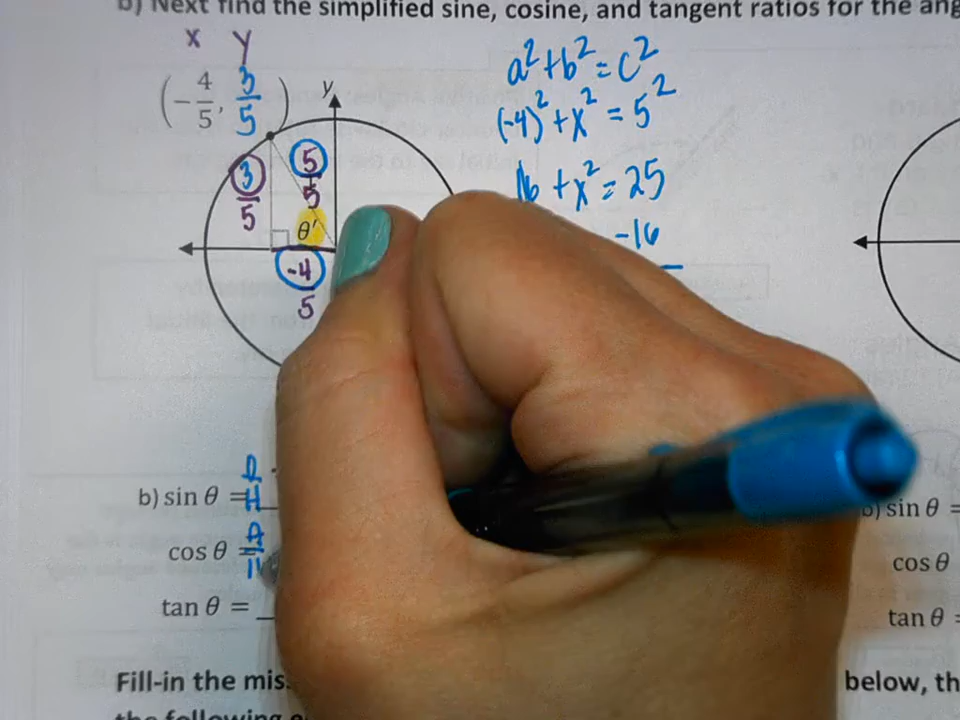 b) Next find the simplified sine, cosine, and tangent ratios for the ang
x y
(-4/5, 3/5)
y
a² + b² = c²
(-4)² + x² = 5²
3/5 5/5
16 + x² = 25
θ' -16
-4/5
b) sin θ = /H
cos θ = A/H
tan θ =
b) sin θ =
cos θ
tan θ =
Fill-in the mis below, th
the following